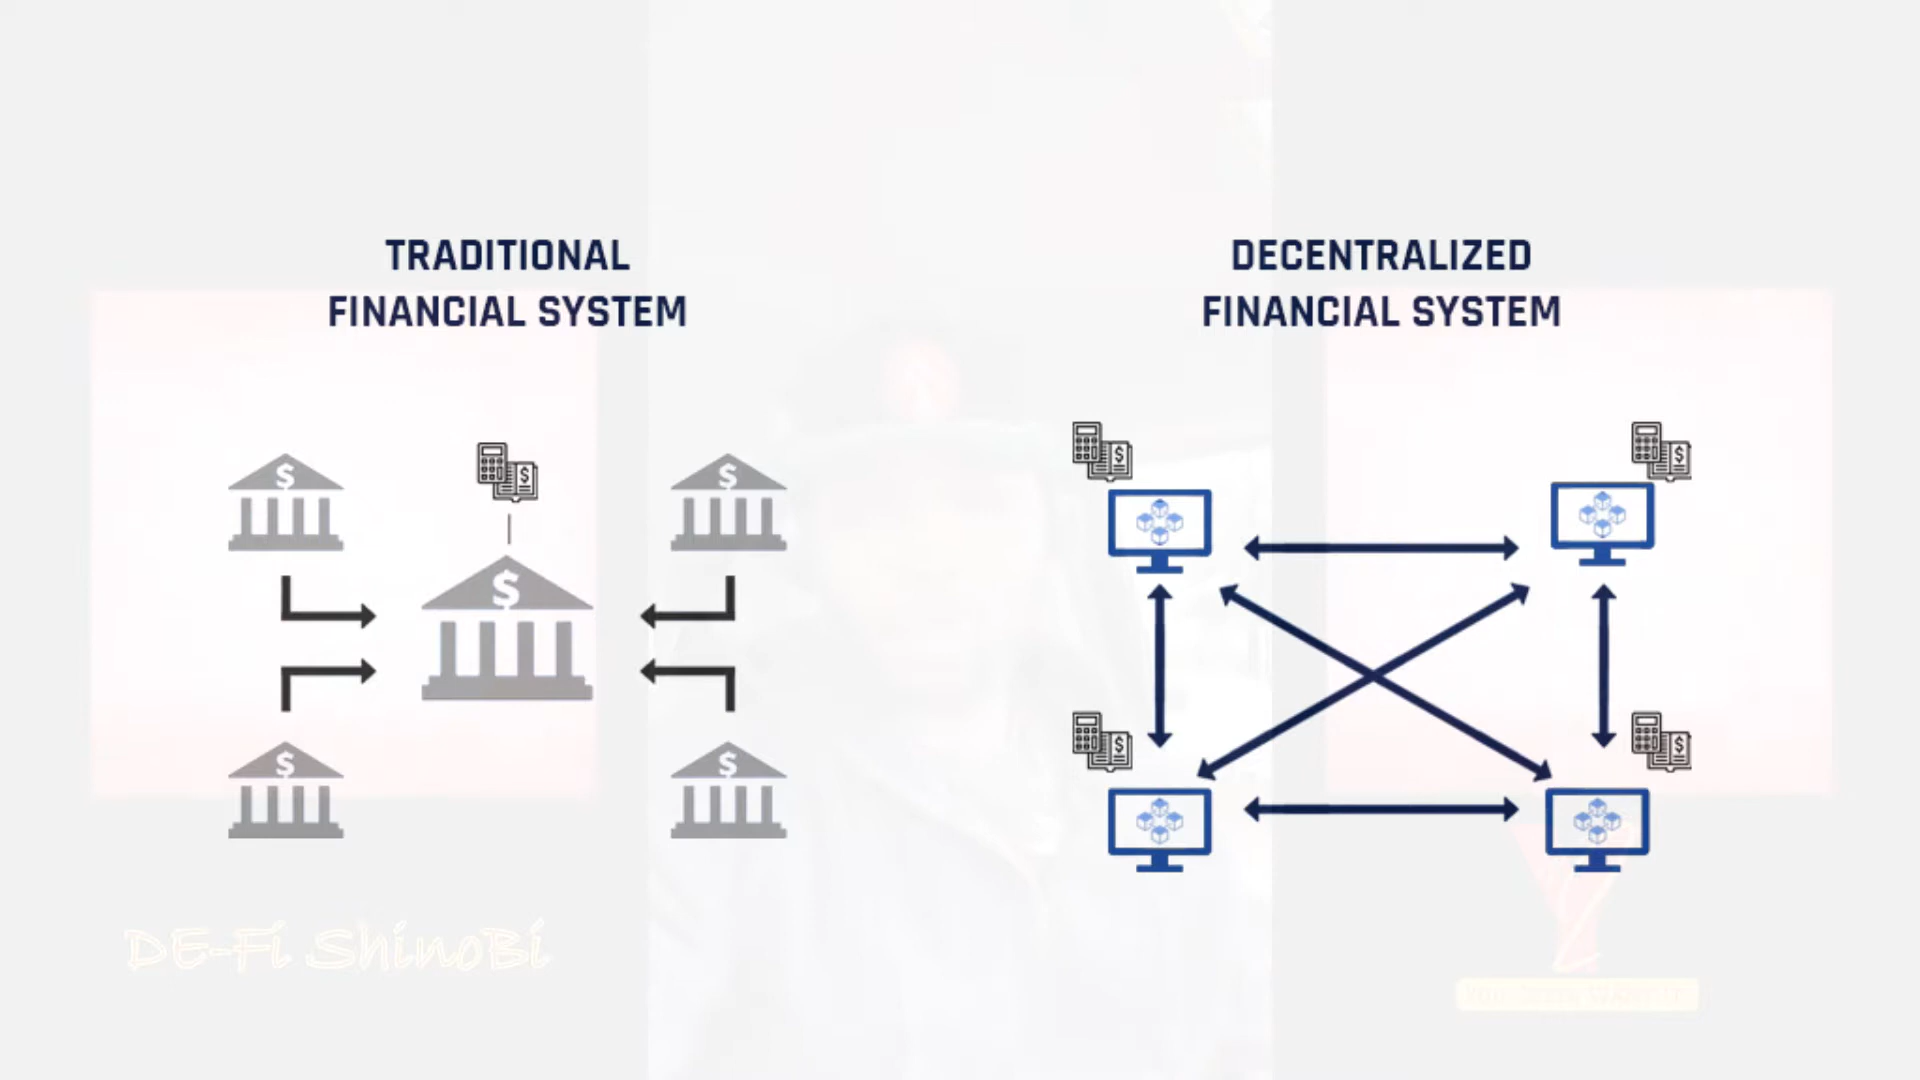 TRADITIONAL
FINANCIAL SYSTEM
DECENTRALIZED
FINANCIAL SYSTEM
$
$
$
$
$
$
$
$
$
$
DE-Fi ShinoBi